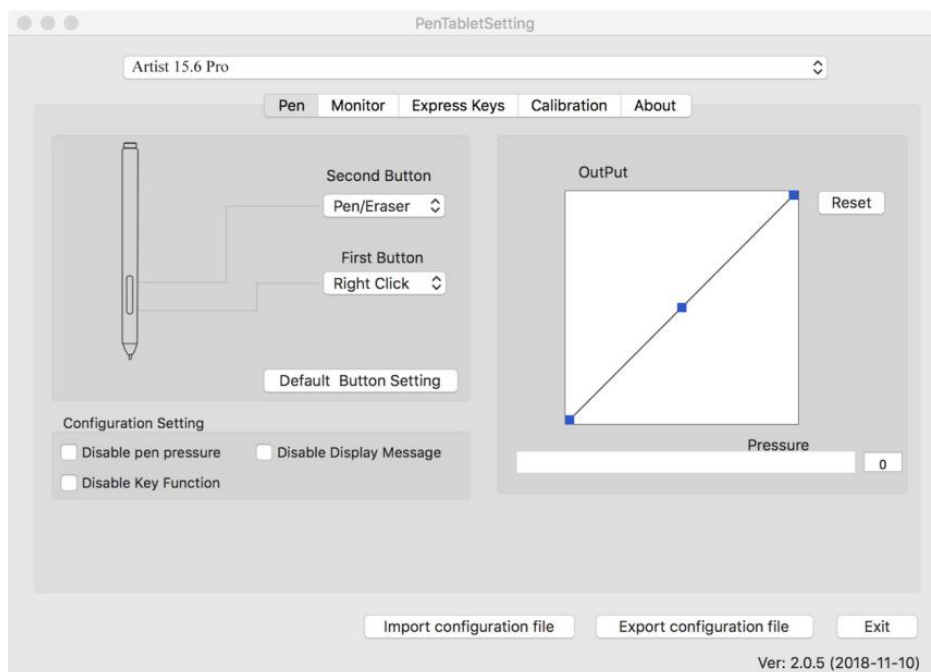 PenTabletSetting
Artist 15.6 Pro
Pen Monitor Express Keys Calibration About
Second Button
Pen/Eraser
First Button
Right Click
Default Button Setting
OutPut
Reset
Pressure
0
Configuration Setting
Disable pen pressure Disable Display Message
Disable Key Function
Import configuration file Export configuration file Exit
Ver: 2.0.5 (2018-11-10)